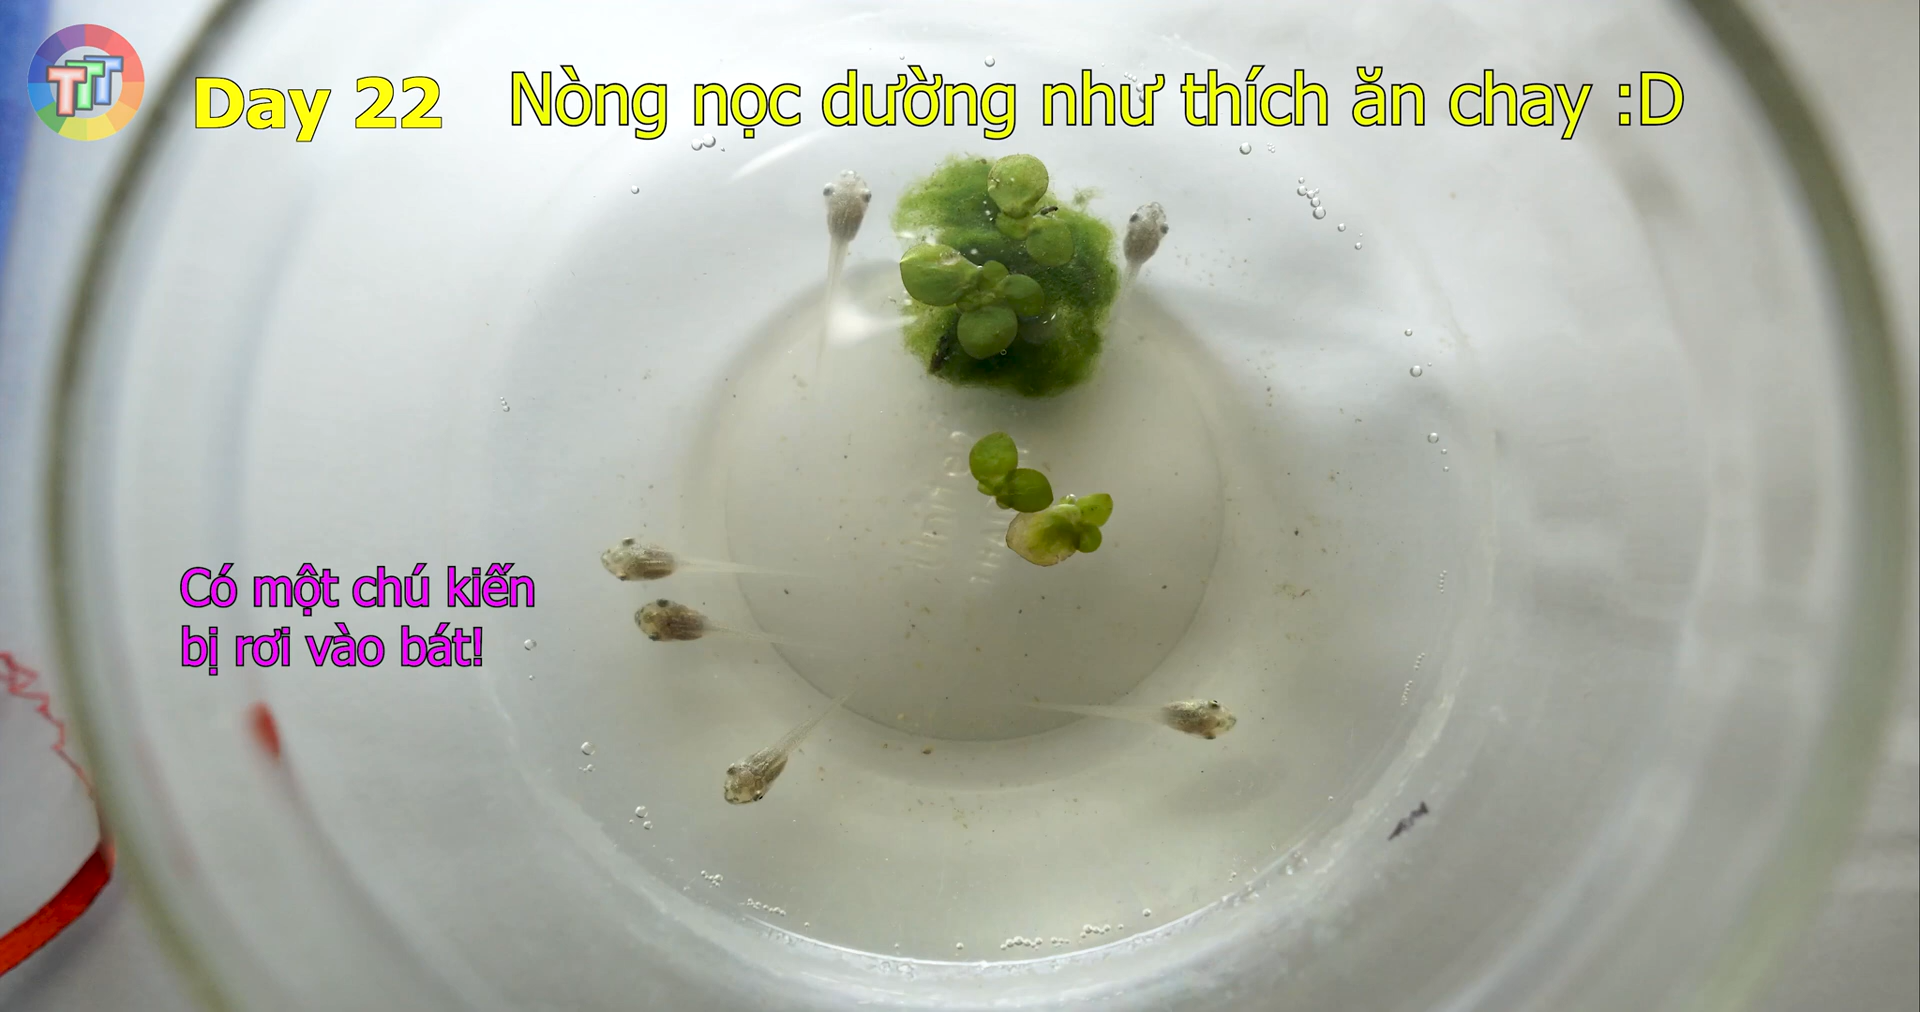 TTT
Day 22 Nòng nọc dường như thích ăn chay :D
Có một chú kiến
bị rơi vào bát!